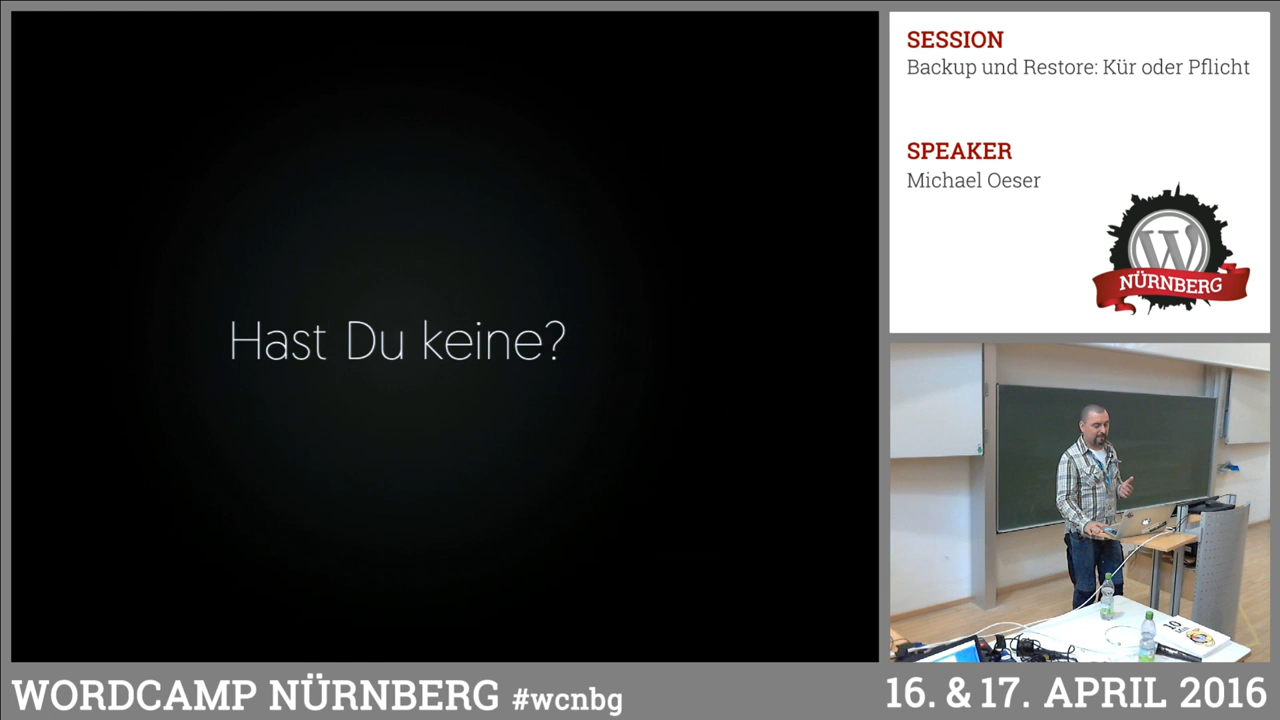 Hast Du keine?
SESSION
Backup und Restore: Kür oder Pflicht
SPEAKER
Michael Oeser
W
NÜRNBERG
10
WORDCAMP NÜRNBERG #wcnbg
16. & 17. APRIL 2016